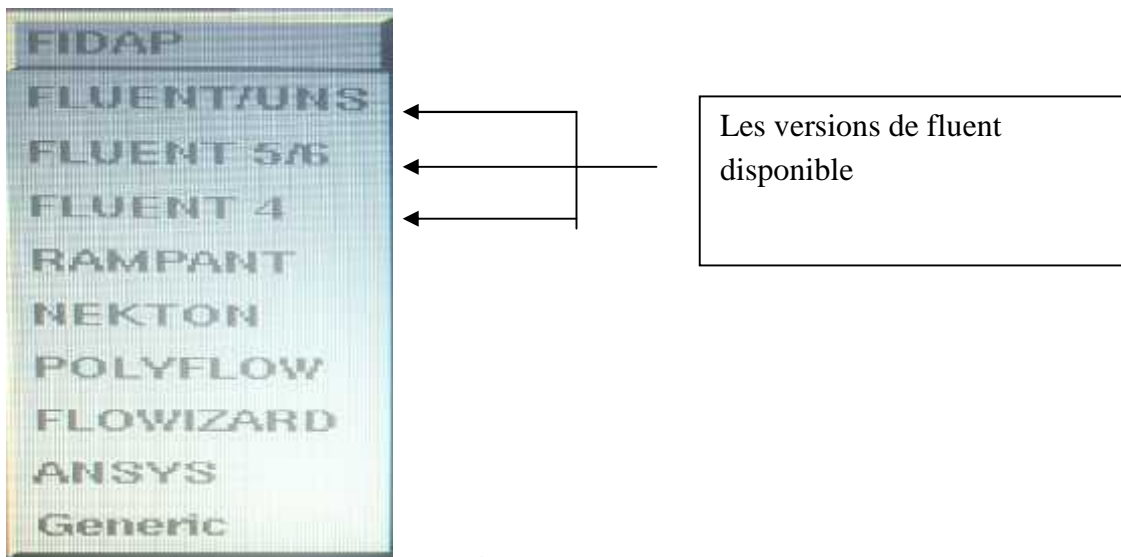 FIDAP
FLUENT/UNS
FLUENT 5/6
FLUENT 4
RAMPANT
NEKTON
POLYFLOW
FLOWIZARD
ANSYS
Generic
Les versions de fluent
disponible